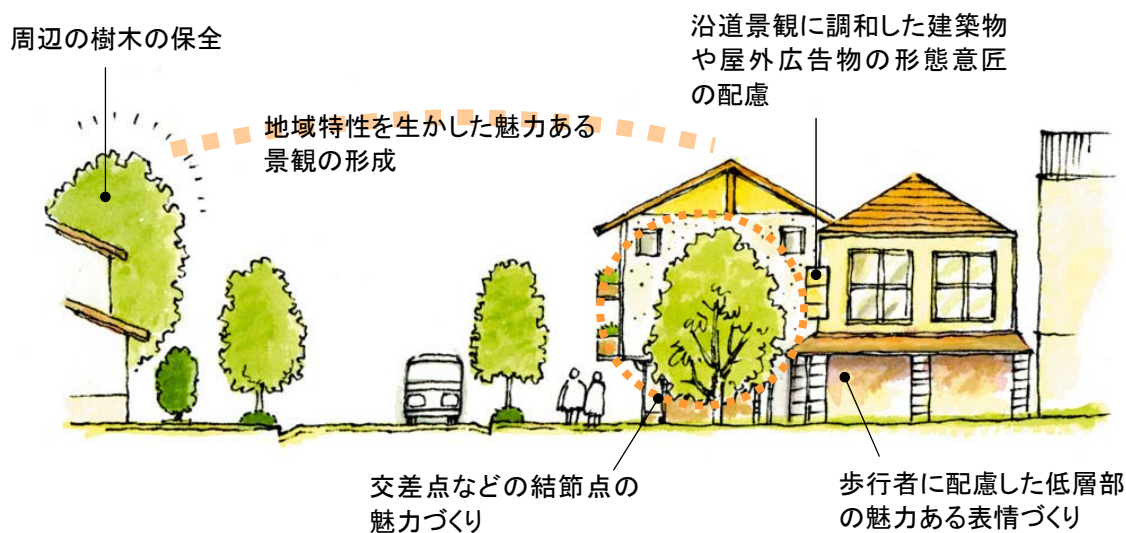 周辺の樹木の保全
沿道景観に調和した建築物
や屋外広告物の形態意匠
の配慮
地域特性を生かした魅力ある
景観の形成
交差点などの結節点の
魅力づくり
歩行者に配慮した低層部
の魅力ある表情づくり